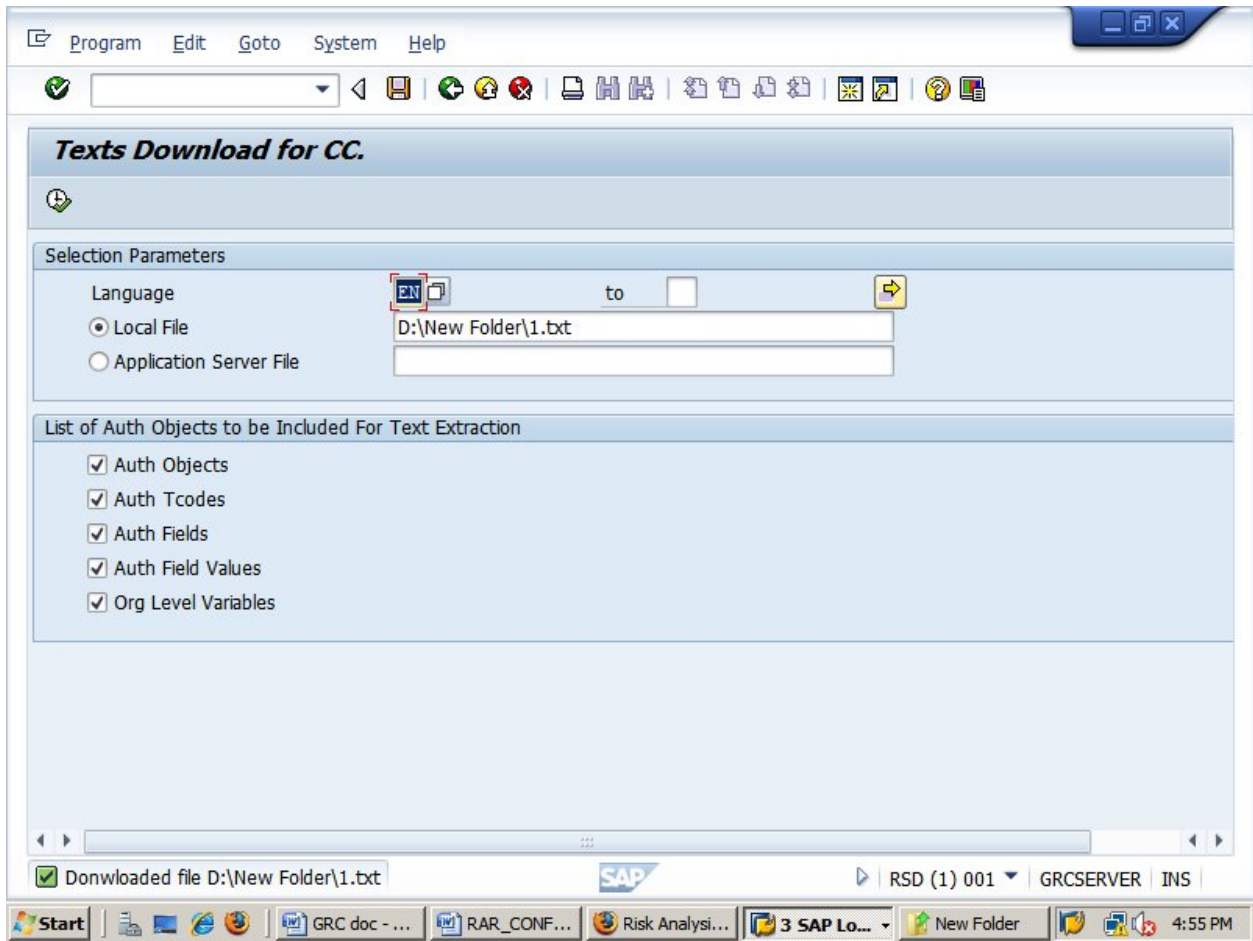 Program Edit Goto System Help
Texts Download for CC.
Selection Parameters
Language EN to
Local File D:\New Folder\1.txt
Application Server File
List of Auth Objects to be Included For Text Extraction
Auth Objects
Auth Tcodes
Auth Fields
Auth Field Values
Org Level Variables
Donwloaded file D:\New Folder\1.txt SAP RSD (1) 001 GRCSERVER INS
Start GRC doc - ... RAR_CONF... Risk Analysi... 3 SAP Lo... New Folder 4:55 PM